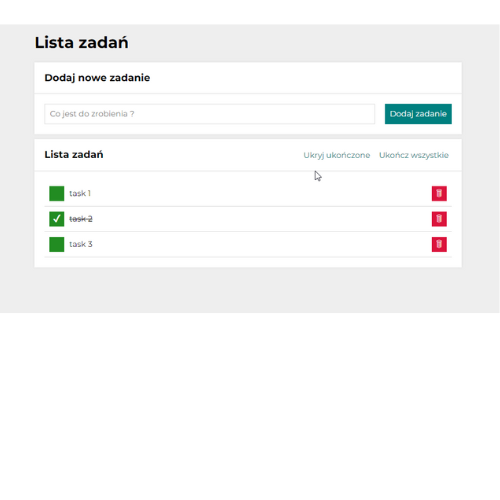 Lista zadań
Dodaj nowe zadanie
Co jest do zrobienia ?
Dodaj zadanie
Lista zadań
Ukryj ukończone
Ukończ wszystkie
task 1
task 2
task 3